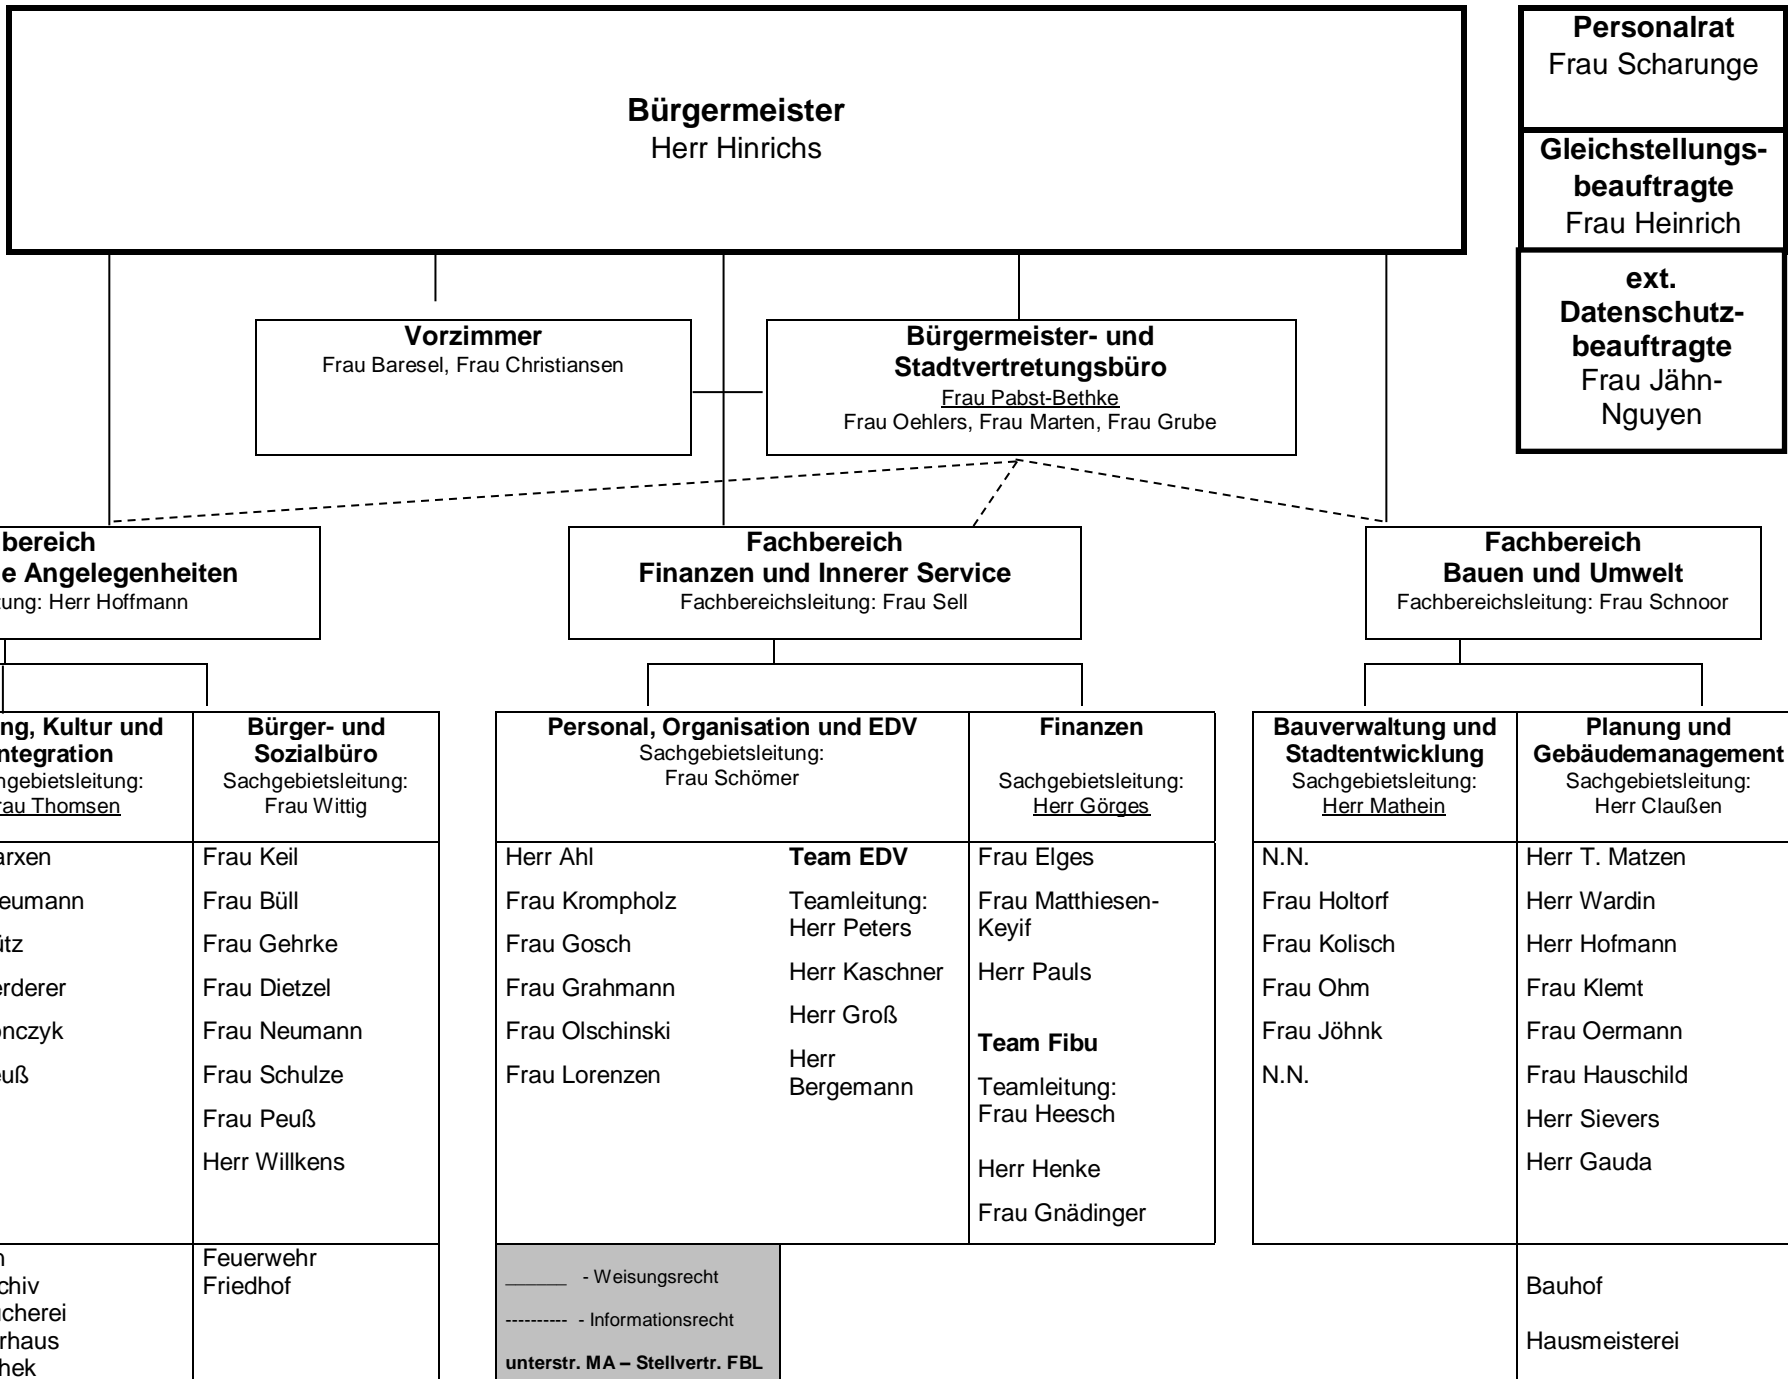 Bürgermeister
Herr Hinrichs
Personalrat
Frau Scharunge
Gleichstellungs-
beauftragte
Frau Heinrich
ext.
Datenschutz-
beauftragte
Frau Jähn-
Nguyen
Vorzimmer
Frau Baresel, Frau Christiansen
Bürgermeister- und
Stadtvertretungsbüro
Frau Pabst-Bethke
Frau Oehlers, Frau Marten, Frau Grube
bereich
e Angelegenheiten
tung: Herr Hoffmann
Fachbereich
Finanzen und Innerer Service
Fachbereichsleitung: Frau Sell
Fachbereich
Bauen und Umwelt
Fachbereichsleitung: Frau Schnoor
ng, Kultur und
ntegration
hgebietsleitung:
rau Thomsen
arxen
eumann
ütz
erderer
onczyk
euß
n
chiv
ücherei
rhaus
hek
Bürger- und
Sozialbüro
Sachgebietsleitung:
Frau Wittig
Frau Keil
Frau Büll
Frau Gehrke
Frau Dietzel
Frau Neumann
Frau Schulze
Frau Peuß
Herr Willkens
Feuerwehr
Friedhof
Personal, Organisation und EDV
Sachgebietsleitung:
Frau Schömer
Herr Ahl
Frau Krompholz
Frau Gosch
Frau Grahmann
Frau Olschinski
Frau Lorenzen
Team EDV
Teamleitung:
Herr Peters
Herr Kaschner
Herr Groß
Herr
Bergemann
Finanzen
Sachgebietsleitung:
Herr Görges
Frau Elges
Frau Matthiesen-
Keyif
Herr Pauls
Team Fibu
Teamleitung:
Frau Heesch
Herr Henke
Frau Gnädinger
______ - Weisungsrecht
---------- - Informationsrecht
unterstr. MA – Stellvertr. FBL
Bauverwaltung und
Stadtentwicklung
Sachgebietsleitung:
Herr Mathein
N.N.
Frau Holtorf
Frau Kolisch
Frau Ohm
Frau Jöhnk
N.N.
Planung und
Gebäudemanagement
Sachgebietsleitung:
Herr Claußen
Herr T. Matzen
Herr Wardin
Herr Hofmann
Frau Klemt
Frau Oermann
Frau Hauschild
Herr Sievers
Herr Gauda
Bauhof
Hausmeisterei